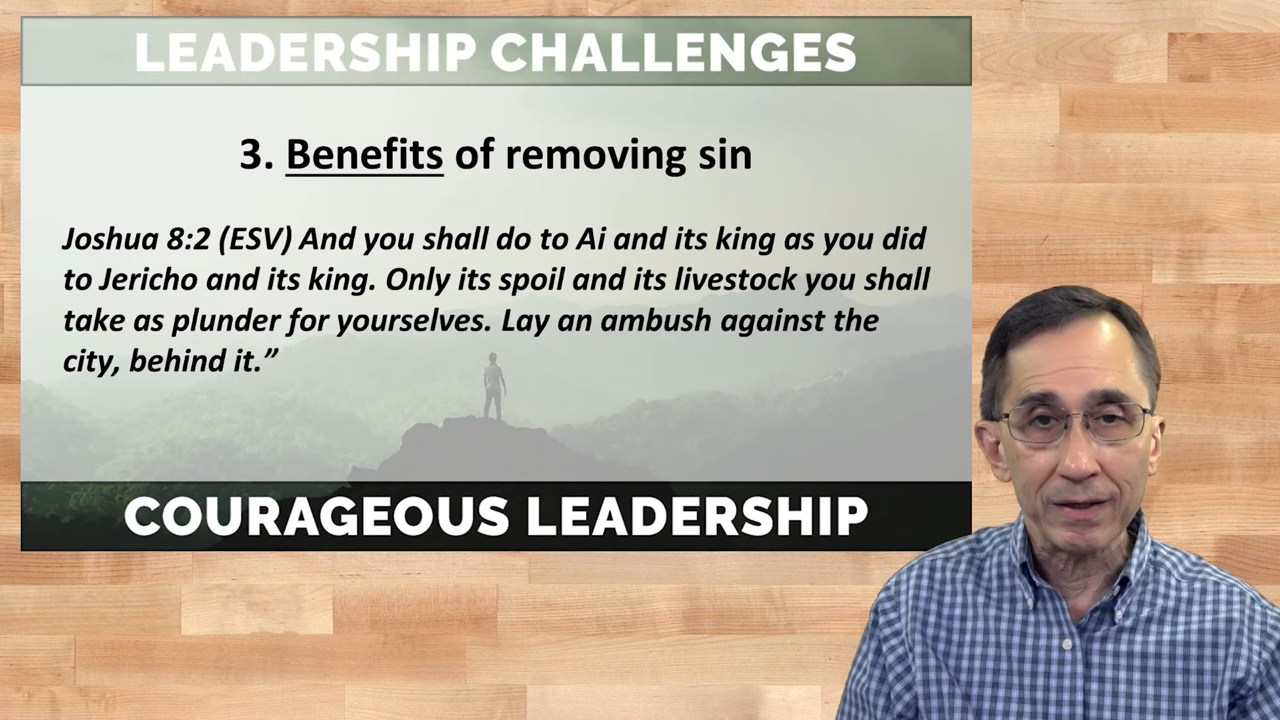 LEADERSHIP CHALLENGES
3. Benefits of removing sin
Joshua 8:2 (ESV) And you shall do to Ai and its king as you did
to Jericho and its king. Only its spoil and its livestock you shall
take as plunder for yourselves. Lay an ambush against the
city, behind it.”
COURAGEOUS LEADERSHIP